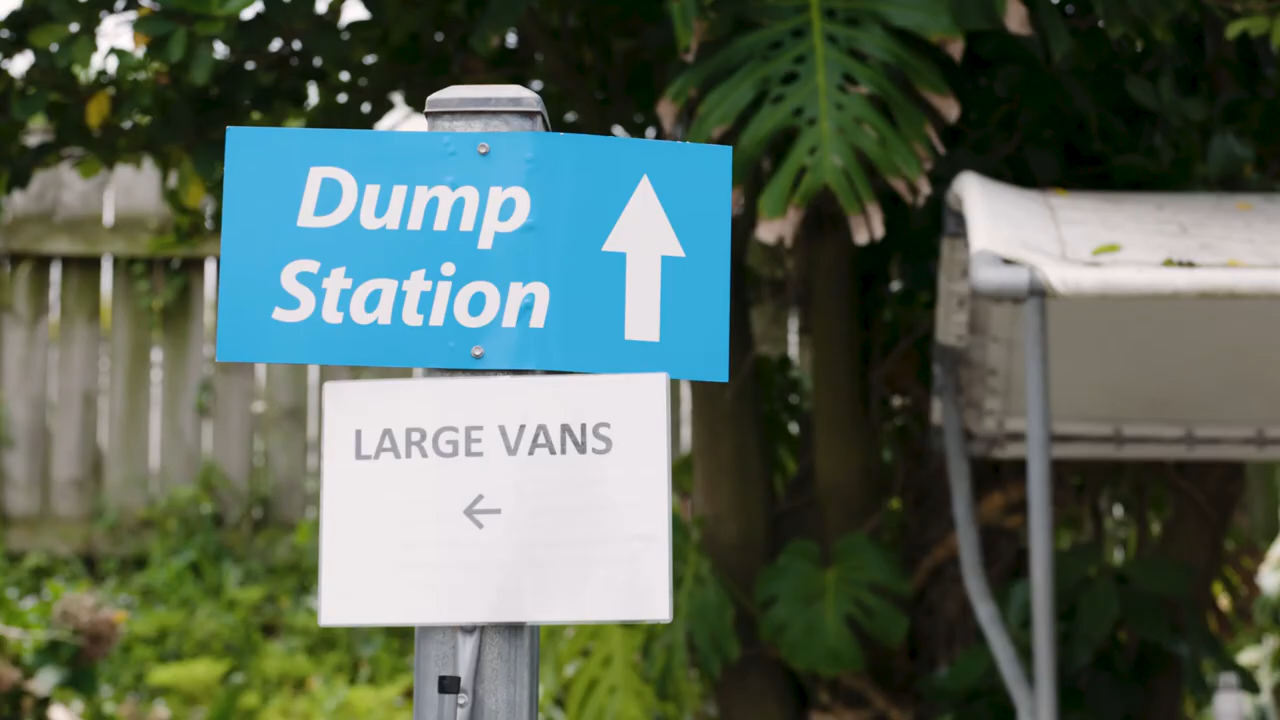 Dump
Station
LARGE VANS
←